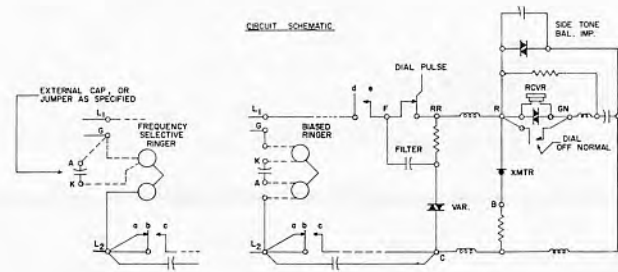 CIRCUIT SCHEMATIC
EXTERNAL CAP, OR
JUMPER AS SPECIFIED
L1
G
FREQUENCY
SELECTIVE
RINGER
A
K
L2
a b c
L1
G
BIASED
RINGER
K
A
L2
a b c
d e
DIAL PULSE
F
RR
FILTER
VAR.
C
R
RCVR
GN
SIDE TONE
BAL. IMP.
DIAL
OFF NORMAL
XMTR
B